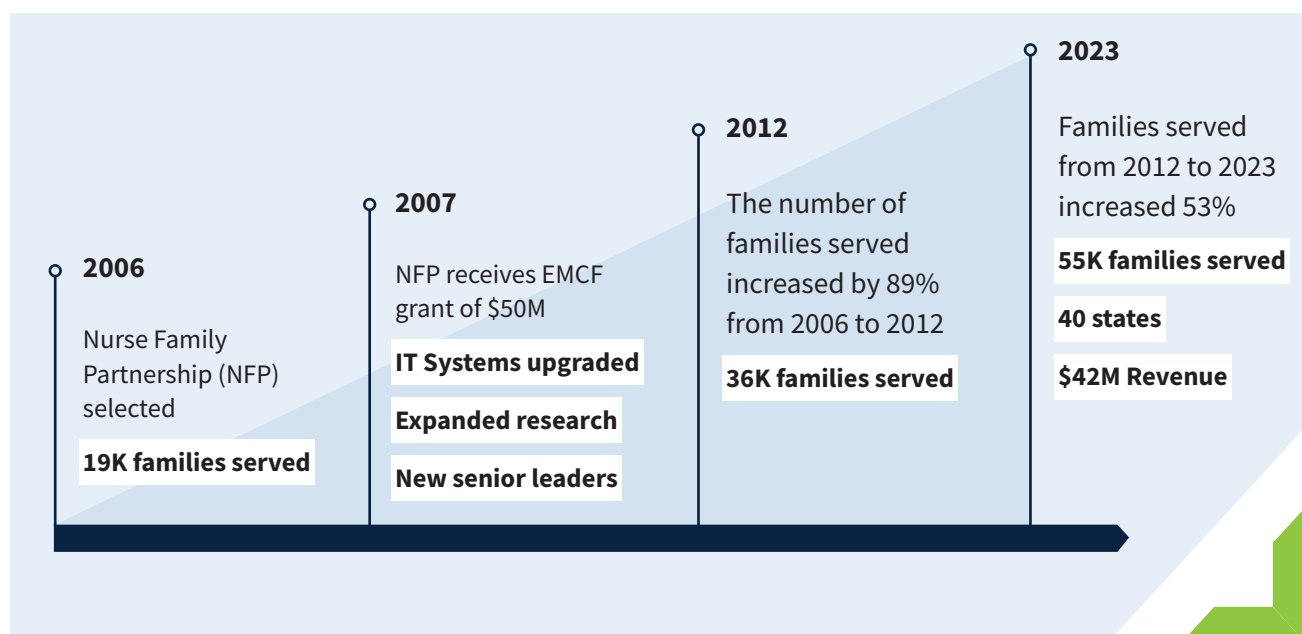 2006
Nurse Family
Partnership (NFP)
selected
19K families served
2007
NFP receives EMCF
grant of $50M
IT Systems upgraded
Expanded research
New senior leaders
2012
The number of
families served
increased by 89%
from 2006 to 2012
36K families served
2023
Families served
from 2012 to 2023
increased 53%
55K families served
40 states
$42M Revenue